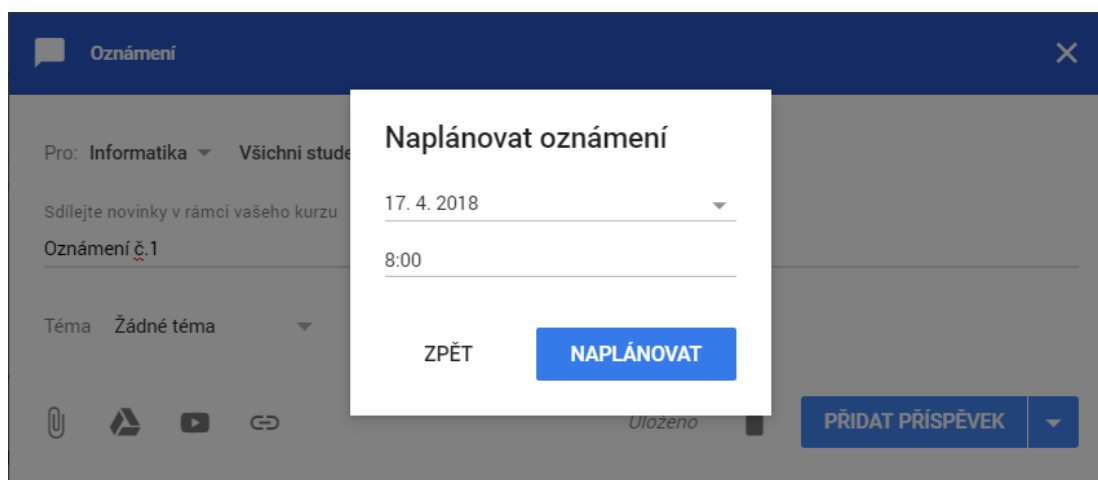 Oznámení
Naplánovat oznámení
Pro: Informatika Všichni stude
17. 4. 2018
Sdílejte novinky v rámci vašeho kurzu
Oznámení č.1
8:00
Téma Žádné téma
ZPĚT NAPLÁNOVAT
Uloženo PŘIDAT PŘÍSPĚVEK